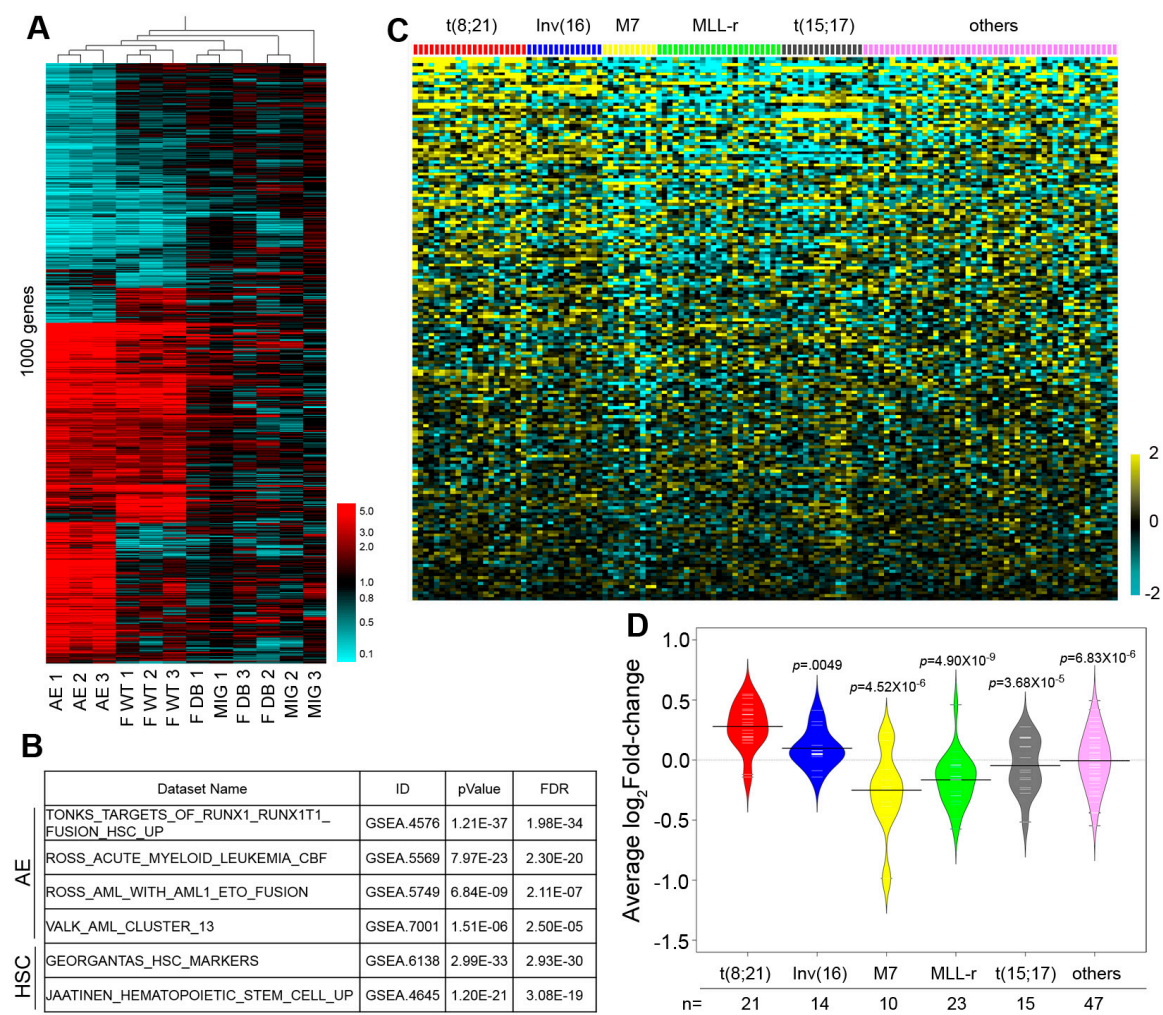 A
1000 genes
5.0
3.0
2.0
1.0
0.8
0.5
0.1
AE 1
AE 2
AE 3
F WT 1
F WT 2
F WT 3
F DB 1
MIG 1
F DB 3
F DB 2
MIG 2
MIG 3
B
Dataset Name ID pValue FDR
AE
TONKS_TARGETS_OF_RUNX1_RUNX1T1_
FUSION_HSC_UP GSEA.4576 1.21E-37 1.98E-34
ROSS_ACUTE_MYELOID_LEUKEMIA_CBF GSEA.5569 7.97E-23 2.30E-20
ROSS_AML_WITH_AML1_ETO_FUSION GSEA.5749 6.84E-09 2.11E-07
VALK_AML_CLUSTER_13 GSEA.7001 1.51E-06 2.50E-05
HSC
GEORGANTAS_HSC_MARKERS GSEA.6138 2.99E-33 2.93E-30
JAATINEN_HEMATOPOIETIC_STEM_CELL_UP GSEA.4645 1.20E-21 3.08E-19
C
t(8;21) Inv(16) M7 MLL-r t(15;17) others
2
0
-2
D
Average log2Fold-change
1.0
0.5
0.0
-0.5
-1.0
-1.5
p=.0049
p=4.52X10-6
p=4.90X10-9
p=3.68X10-5
p=6.83X10-6
t(8;21) Inv(16) M7 MLL-r t(15;17) others
n= 21 14 10 23 15 47